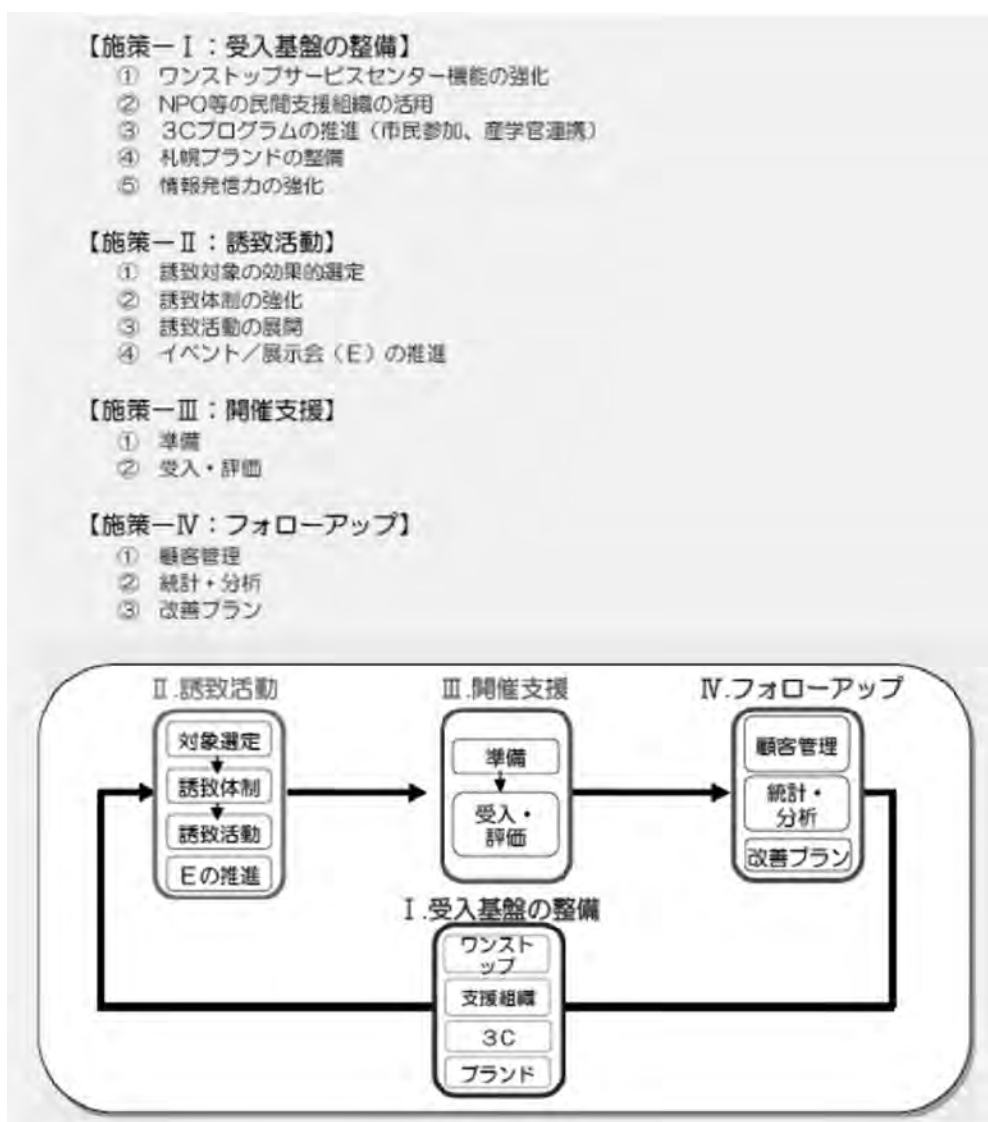 【施策－Ⅰ：受入基盤の整備】
① ワンストップサービスセンター機能の強化
② NPO等の民間支援組織の活用
③ 3Cプログラムの推進（市民参加、産学官連携）
④ 札幌ブランドの整備
⑤ 情報発信力の強化
【施策－Ⅱ：誘致活動】
① 誘致対象の効果的選定
② 誘致体制の強化
③ 誘致活動の展開
④ イベント／展示会（E）の推進
【施策－Ⅲ：開催支援】
① 準備
② 受入・評価
【施策－Ⅳ：フォローアップ】
① 顧客管理
② 統計・分析
③ 改善プラン
Ⅱ.誘致活動
対象選定
誘致体制
誘致活動
Eの推進
Ⅲ.開催支援
準備
受入・
評価
Ⅳ.フォローアップ
顧客管理
統計・
分析
改善プラン
Ⅰ.受入基盤の整備
ワンスト
ップ
支援組織
3C
ブランド